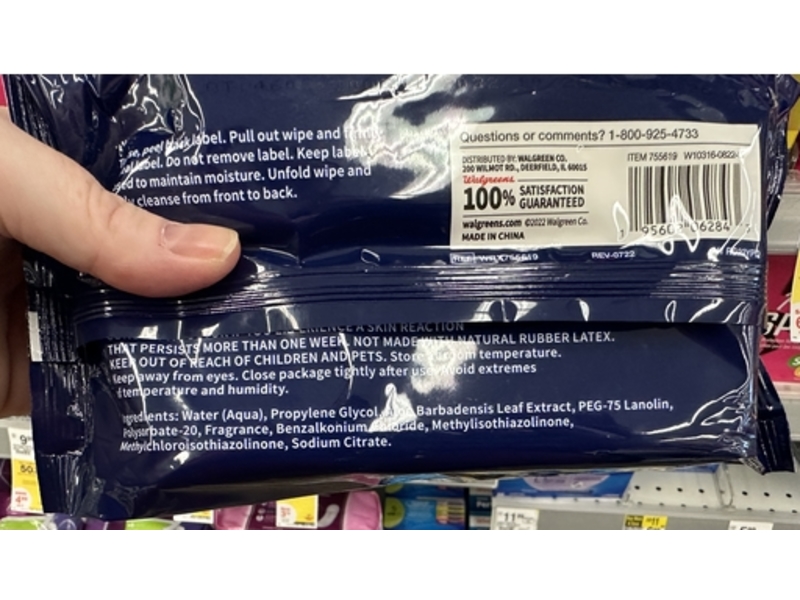 peel back label. Pull out wipe and
label. Do not remove label. Keep label
to maintain moisture. Unfold wipe and
cleanse from front to back.
Questions or comments? 1-800-925-4733
DISTRIBUTED BY: WALGREEN CO.
200 WILMOT RD., DEERFIELD, IL 60015
Walgreens
100% SATISFACTION
GUARANTEED
walgreens.com ©2022 Walgreen Co.
MADE IN CHINA
ITEM 755619 W10316-0822
REV-0722
A SKIN REACTION
THAT PERSISTS MORE THAN ONE WEEK. NOT MADE WITH NATURAL RUBBER LATEX.
KEEP OUT OF REACH OF CHILDREN AND PETS. Store at room temperature.
Keep away from eyes. Close package tightly after use. Avoid extremes
of temperature and humidity.
Ingredients: Water (Aqua), Propylene Glycol, Aloe Barbadensis Leaf Extract, PEG-75 Lanolin,
Polysorbate-20, Fragrance, Benzalkonium Chloride, Methylisothiazolinone,
Methylchloroisothiazolinone, Sodium Citrate.